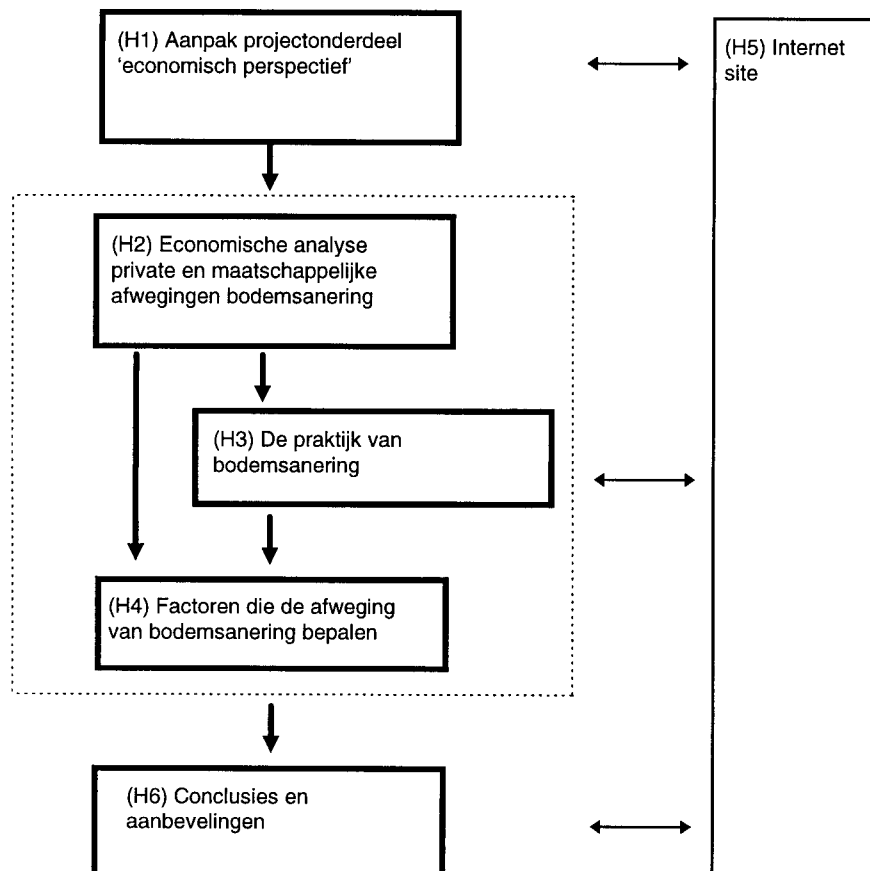 (H1) Aanpak projectonderdeel
‘economisch perspectief’
(H5) Internet
site
(H2) Economische analyse
private en maatschappelijke
afwegingen bodemsanering
(H3) De praktijk van
bodemsanering
(H4) Factoren die de afweging
van bodemsanering bepalen
(H6) Conclusies en
aanbevelingen